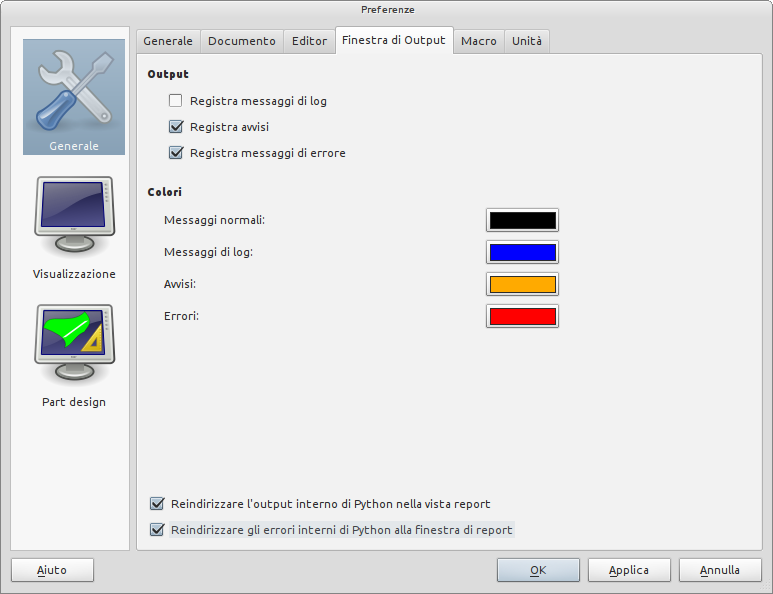 Preferenze
Generale
Visualizzazione
Part design
Generale Documento Editor Finestra di Output Macro Unità
Output
Registra messaggi di log
Registra avvisi
Registra messaggi di errore
Colori
Messaggi normali:
Messaggi di log:
Avvisi:
Errori:
Reindirizzare l'output interno di Python nella vista report
Reindirizzare gli errori interni di Python alla finestra di report
Aiuto OK Applica Annulla